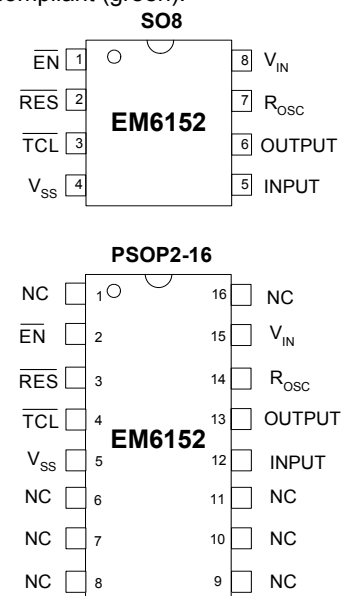 compliant (green).
SO8
EN 1 8 VIN
RES 2 7 ROSC
EM6152
TCL 3 6 OUTPUT
VSS 4 5 INPUT
PSOP2-16
NC 1 16 NC
EN 2 15 VIN
RES 3 14 ROSC
TCL 4 13 OUTPUT
EM6152
VSS 5 12 INPUT
NC 6 11 NC
NC 7 10 NC
NC 8 9 NC